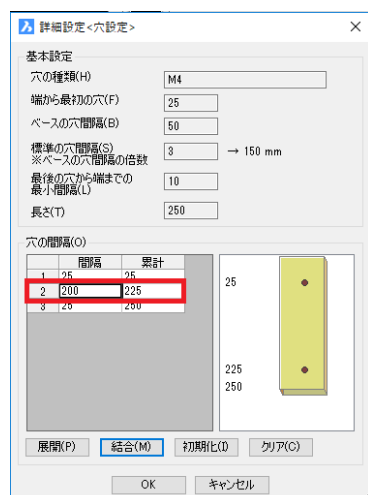 詳細設定<穴設定>
基本設定
穴の種類(H) M4
端から最初の穴(F) 25
ベースの穴間隔(B) 50
標準の穴間隔(S) 3 → 150 mm
※ベースの穴間隔の倍数
最後の穴から端までの
最小間隔(L) 10
長さ(T) 250
穴の間隔(O)
間隔 累計
1 25 25
2 200 225
3 25 250
25
225
250
展開(P) 結合(M) 初期化(I) クリア(C)
OK キャンセル